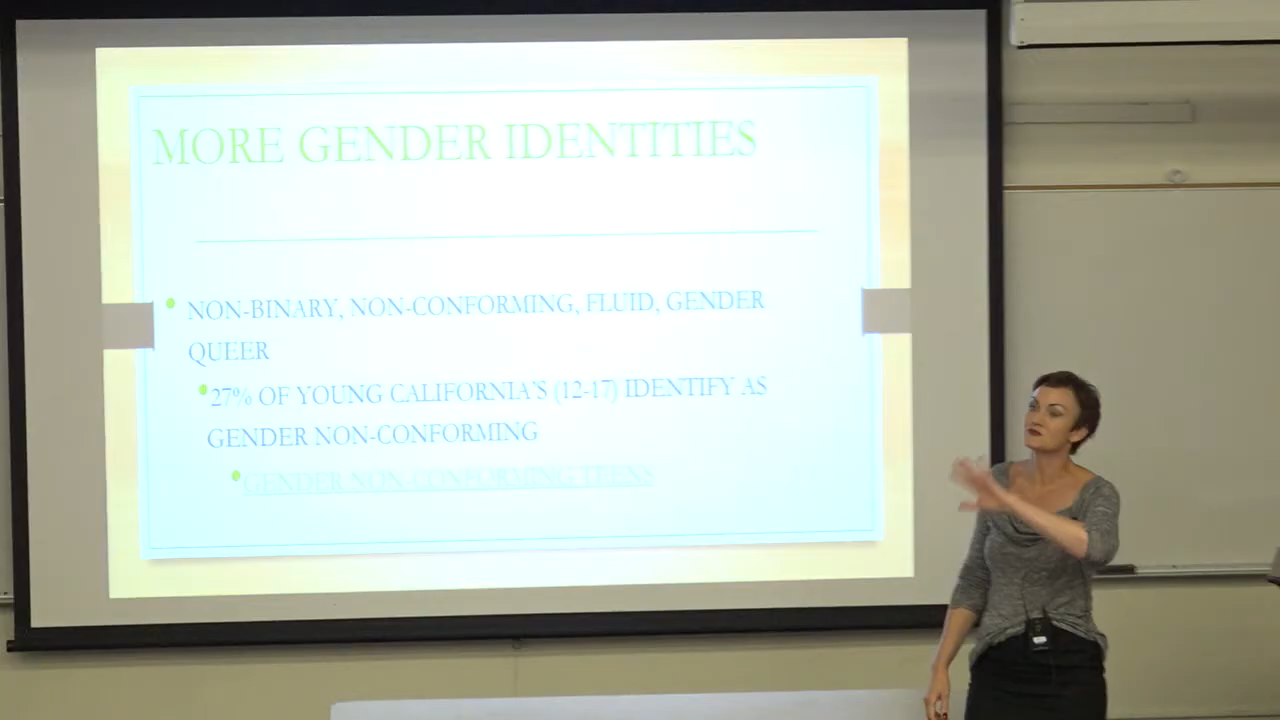 MORE GENDER IDENTITIES
• NON-BINARY, NON-CONFORMING, FLUID, GENDER
QUEER
• 27% OF YOUNG CALIFORNIA'S (12-17) IDENTIFY AS
GENDER NON-CONFORMING
• GENDER NON CONFORMING TEENS